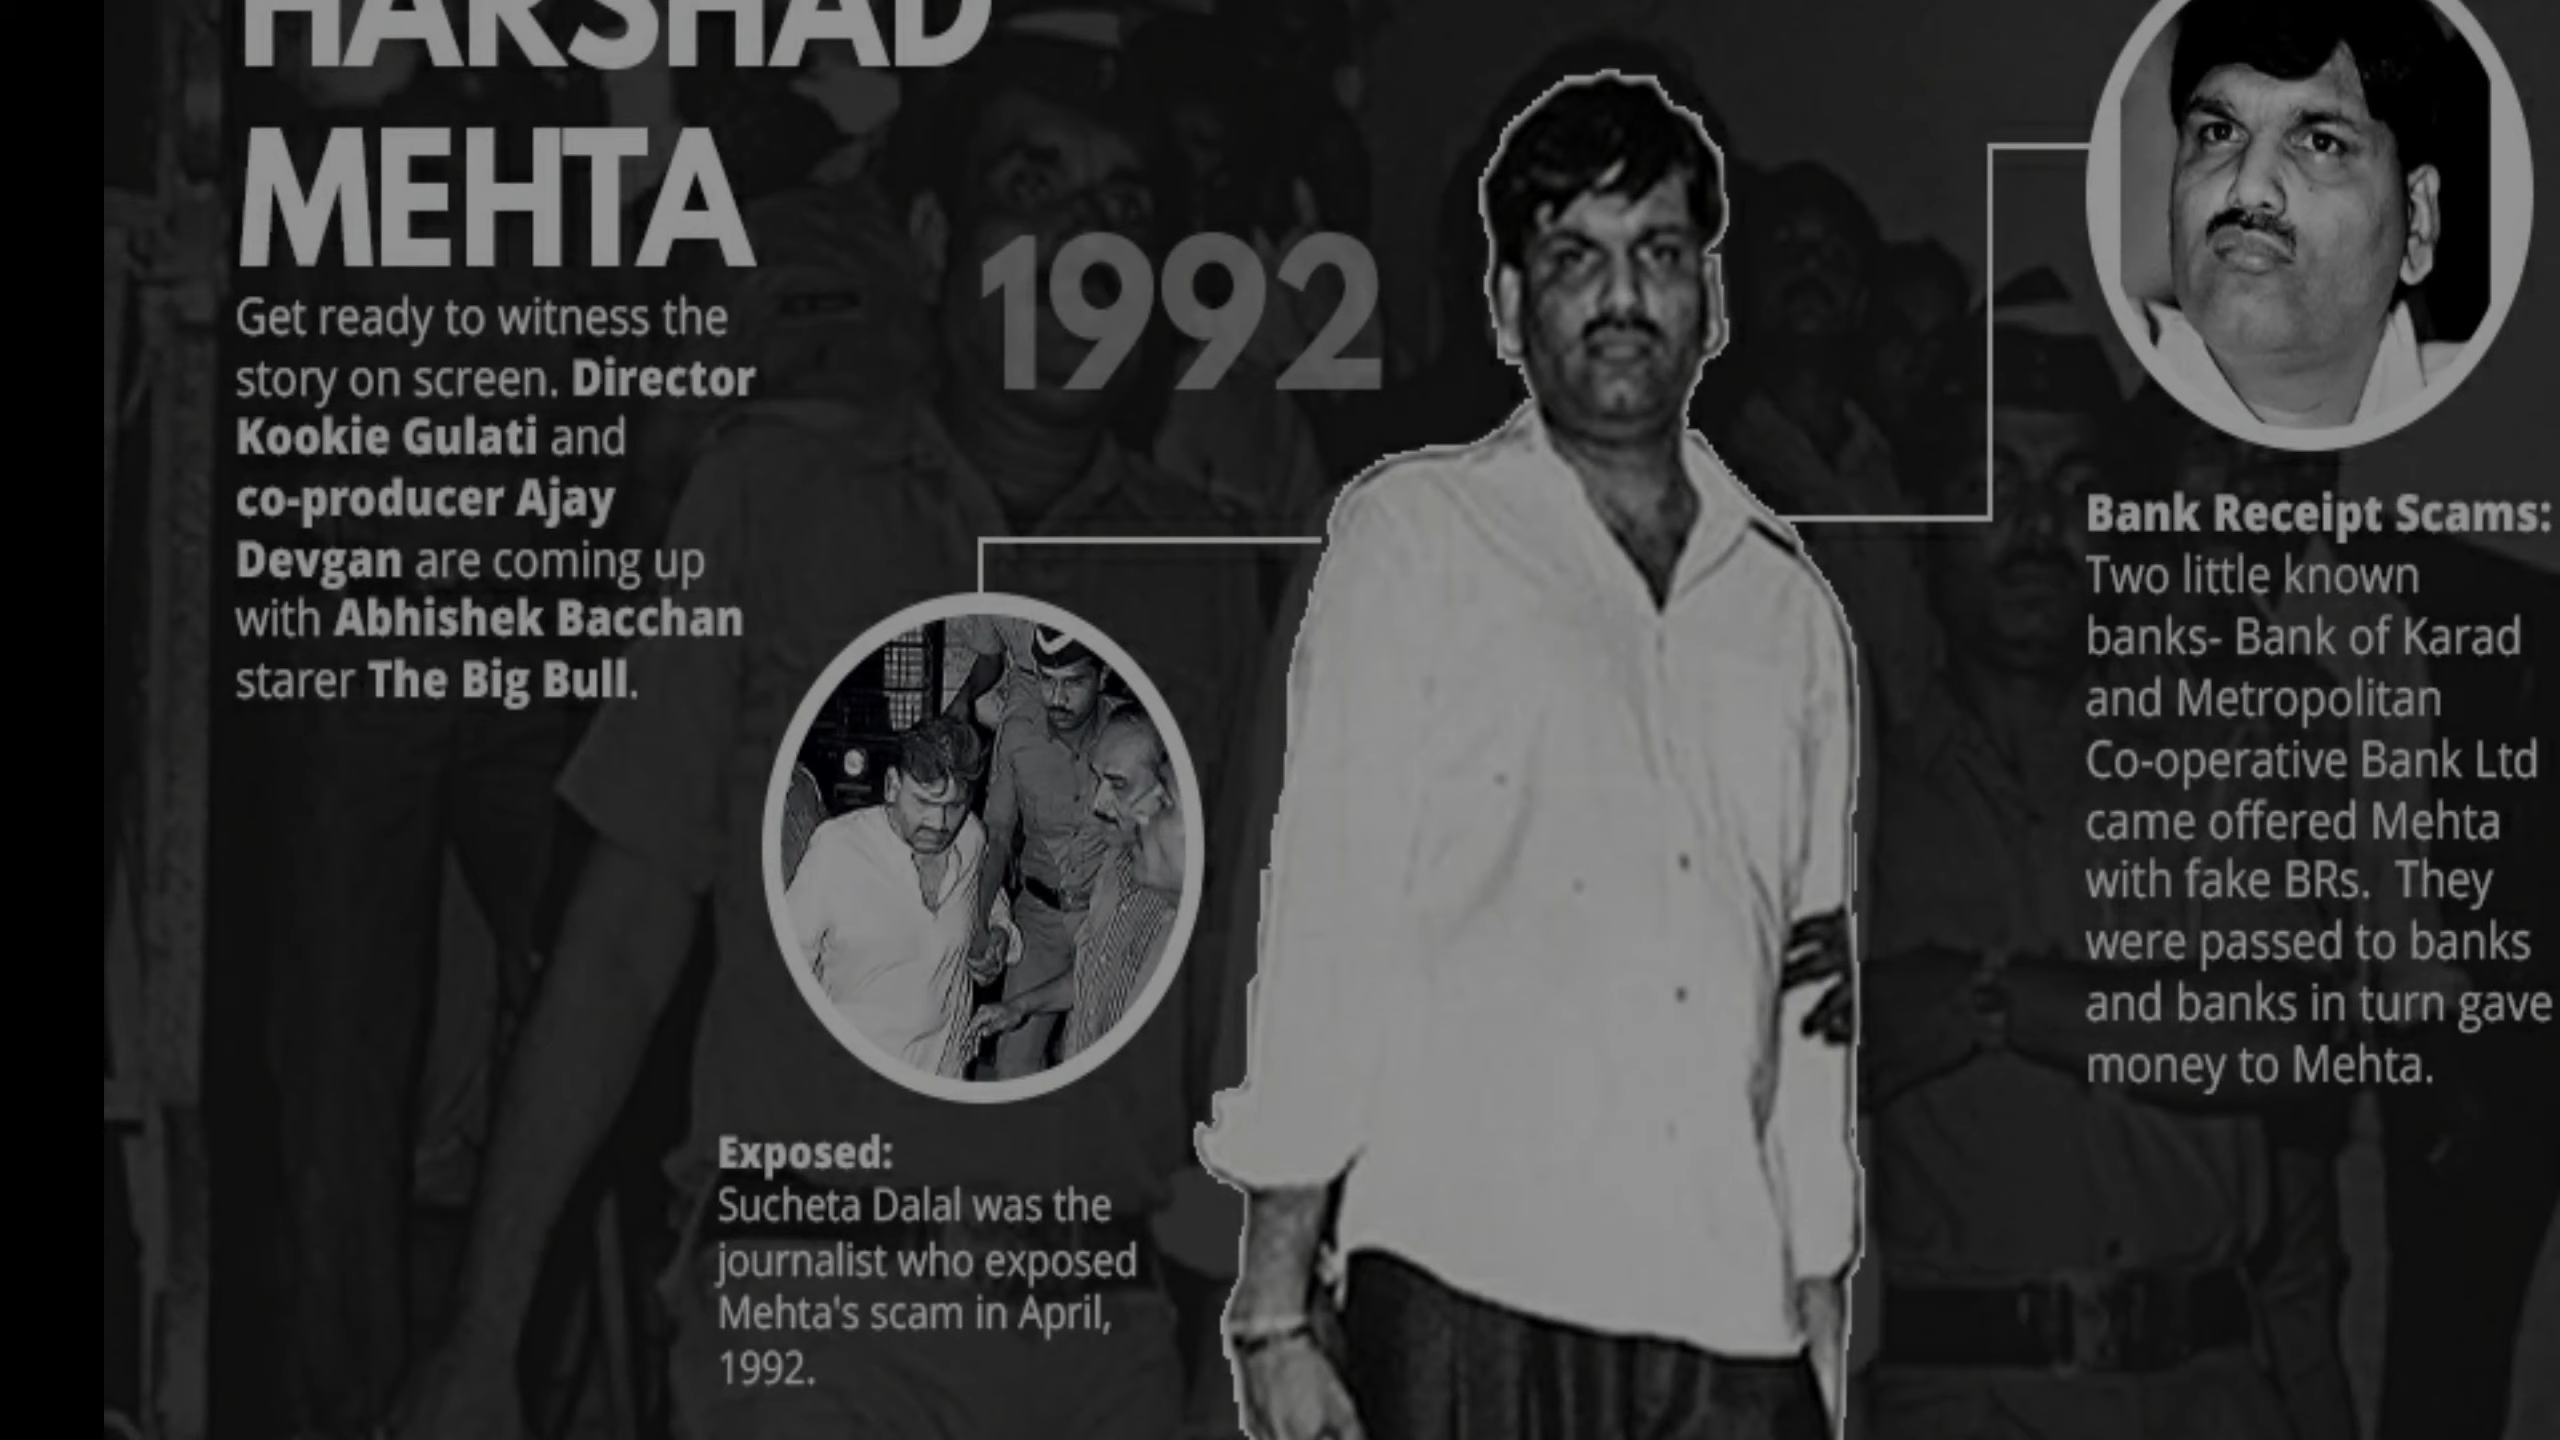 HARSHAD
MEHTA
Get ready to witness the
story on screen. Director
Kookie Gulati and
co-producer Ajay
Devgan are coming up
with Abhishek Bacchan
starer The Big Bull.
1992
Exposed:
Sucheta Dalal was the
journalist who exposed
Mehta's scam in April,
1992.
Bank Receipt Scams:
Two little known
banks- Bank of Karad
and Metropolitan
Co-operative Bank Ltd
came offered Mehta
with fake BRs. They
were passed to banks
and banks in turn gave
money to Mehta.